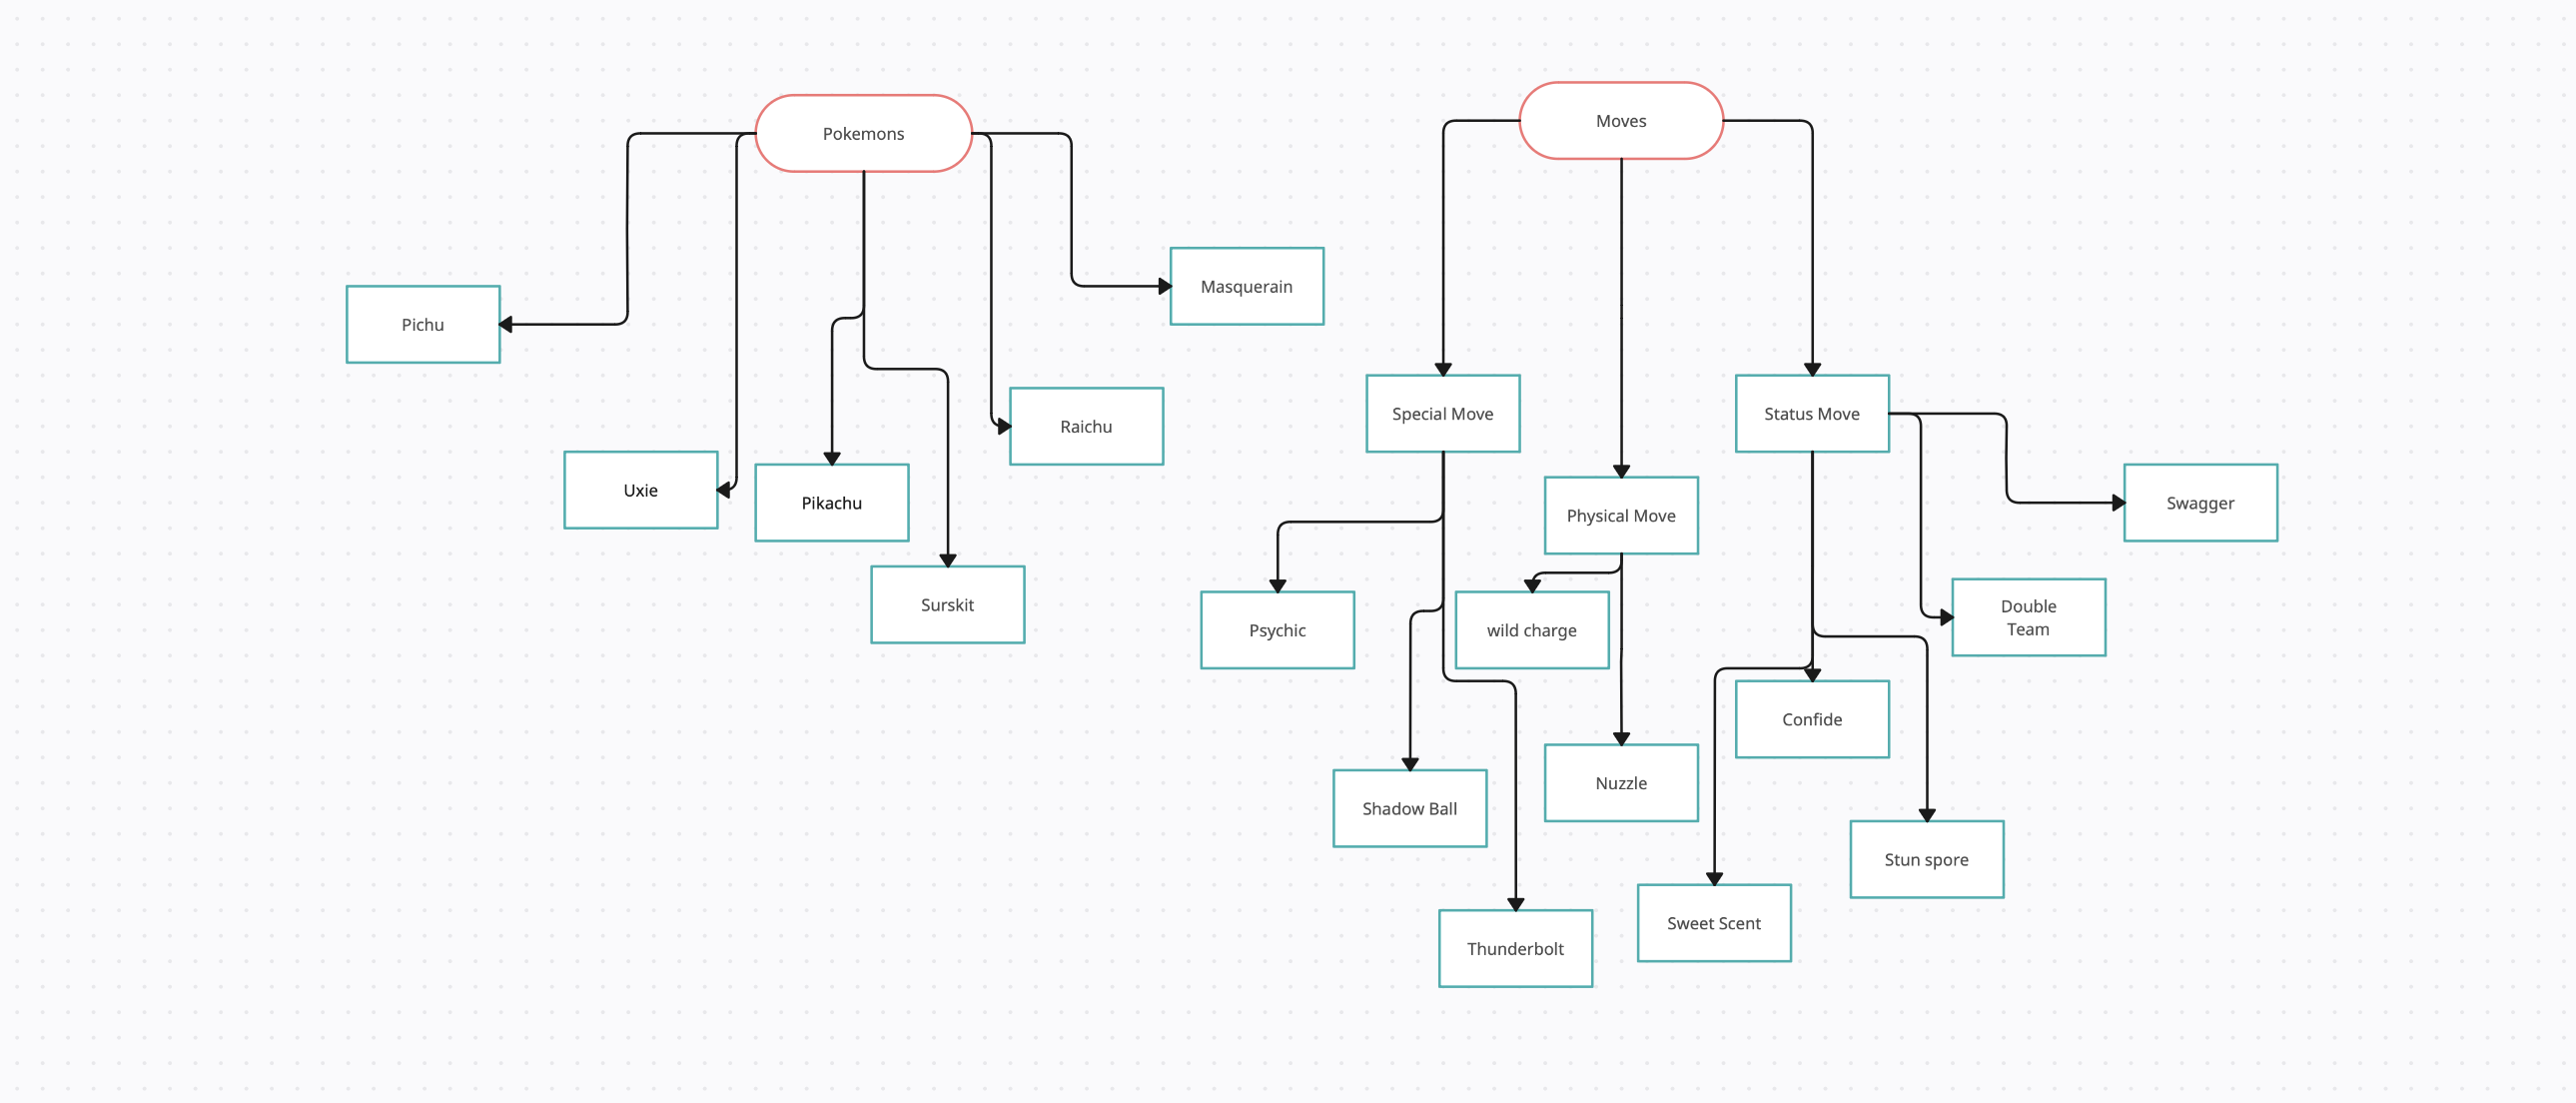 Pokemons
Pichu
Uxie
Pikachu
Surskit
Raichu
Masquerain
Moves
Special Move
Psychic
Shadow Ball
Thunderbolt
Physical Move
wild charge
Nuzzle
Status Move
Sweet Scent
Confide
Stun spore
Double
Team
Swagger